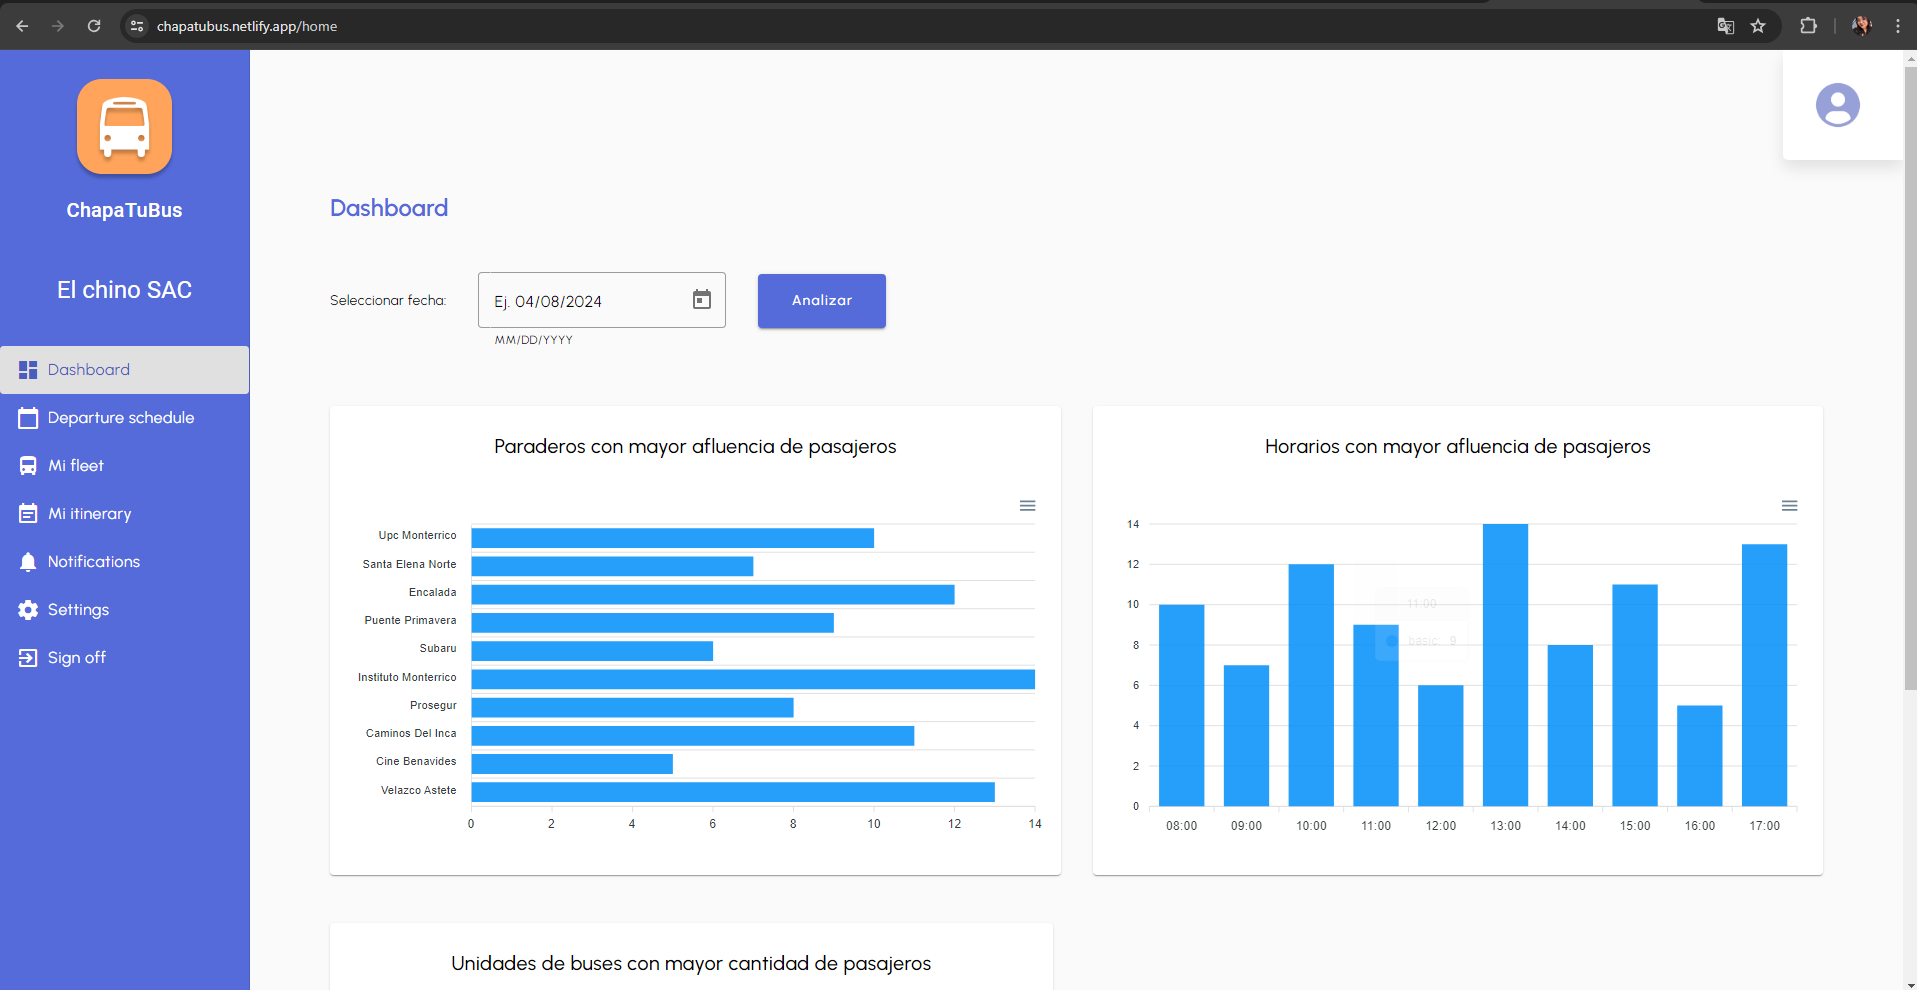 chapatubus.netlify.app/home
ChapaTuBus
El chino SAC
Dashboard
Departure schedule
Mi fleet
Mi itinerary
Notifications
Settings
Sign off
Dashboard
Seleccionar fecha:
Ej. 04/08/2024
MM/DD/YYYY
Analizar
Paraderos con mayor afluencia de pasajeros
Upc Monterrico
Santa Elena Norte
Encalada
Puente Primavera
Subaru
Instituto Monterrico
Prosegur
Caminos Del Inca
Cine Benavides
Velazco Astete
0 2 4 6 8 10 12 14
Horarios con mayor afluencia de pasajeros
14
12
10
8
6
4
2
0
11:00
basic: 9
08:00 09:00 10:00 11:00 12:00 13:00 14:00 15:00 16:00 17:00
Unidades de buses con mayor cantidad de pasajeros